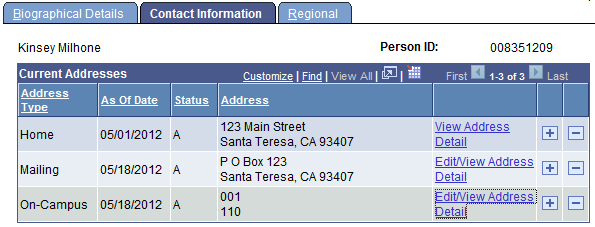 Biographical Details Contact Information Regional
Kinsey Milhone Person ID: 008351209
Current Addresses Customize | Find | View All | | First 1-3 of 3 Last
Address Type As Of Date Status Address
Home 05/01/2012 A 123 Main Street View Address Detail
Santa Teresa, CA 93407
Mailing 05/18/2012 A P O Box 123 Edit/View Address Detail
Santa Teresa, CA 93407
On-Campus 05/18/2012 A 001 Edit/View Address Detail
110